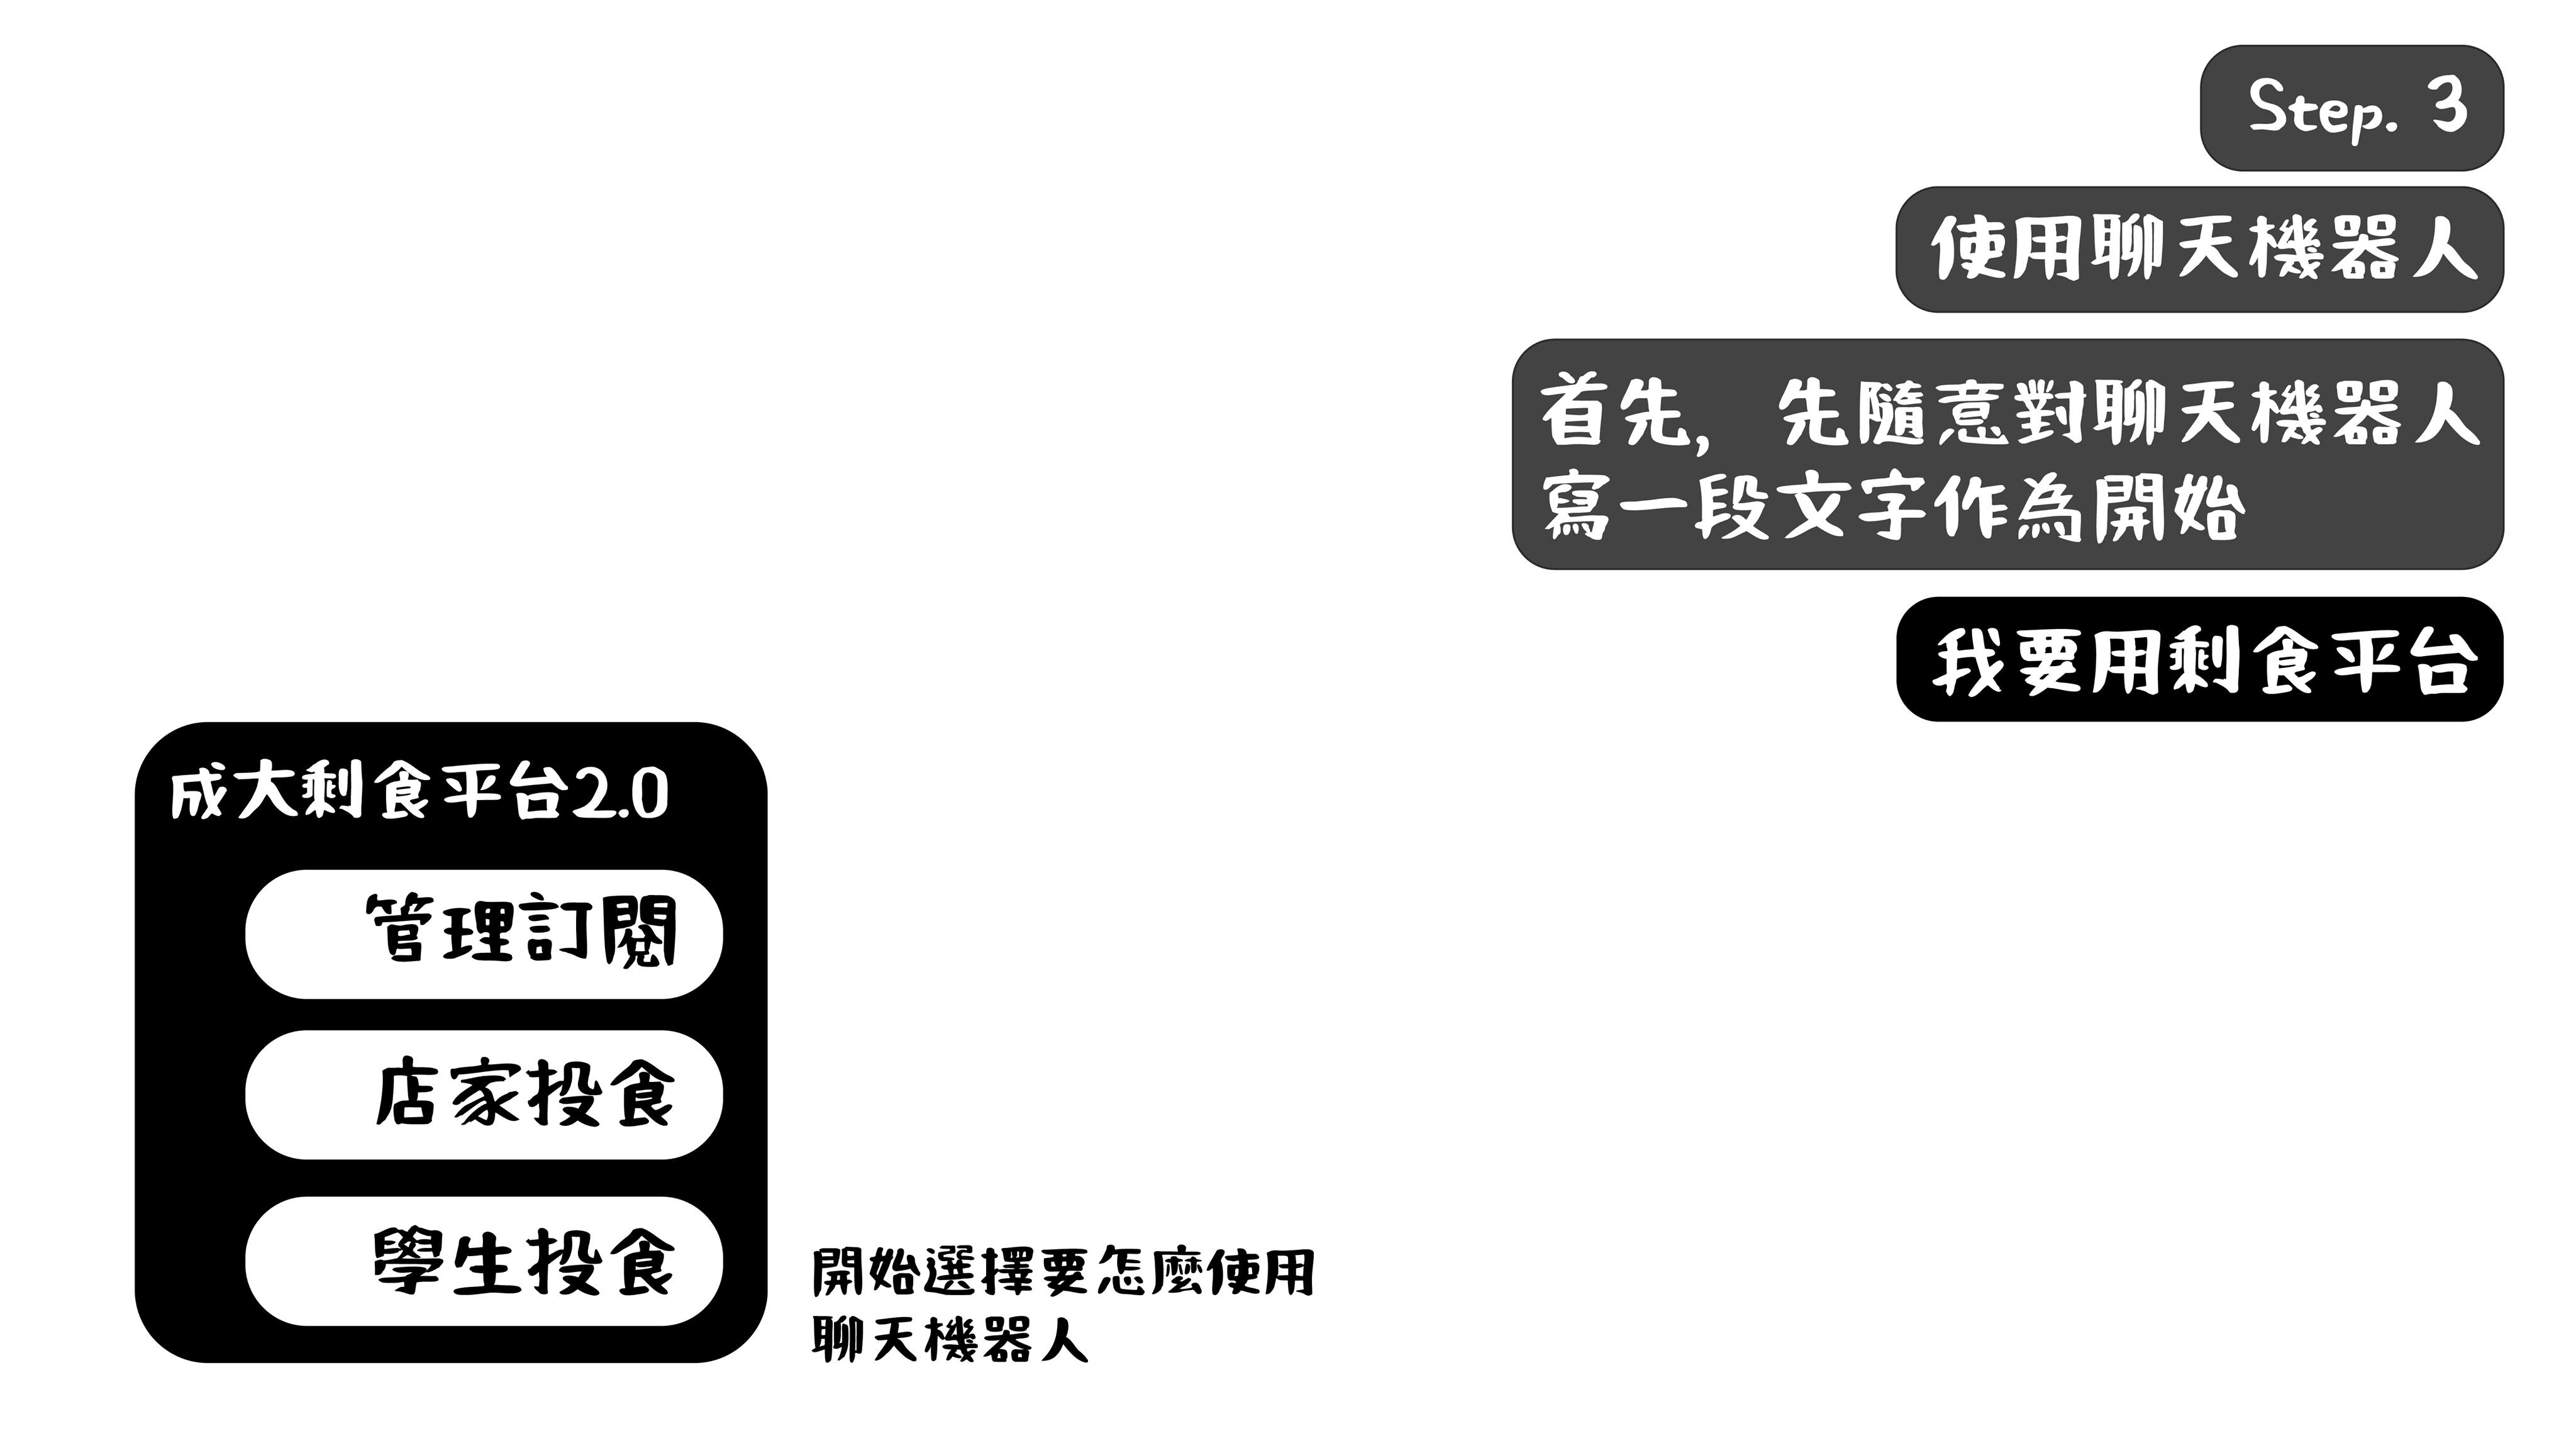 Step. 3
使用聊天機器人
首先, 先隨意對聊天機器人
寫一段文字作為開始
我要用剩食平台
成大剩食平台2.0
管理訂閱
店家投食
學生投食
開始選擇要怎麼使用
聊天機器人